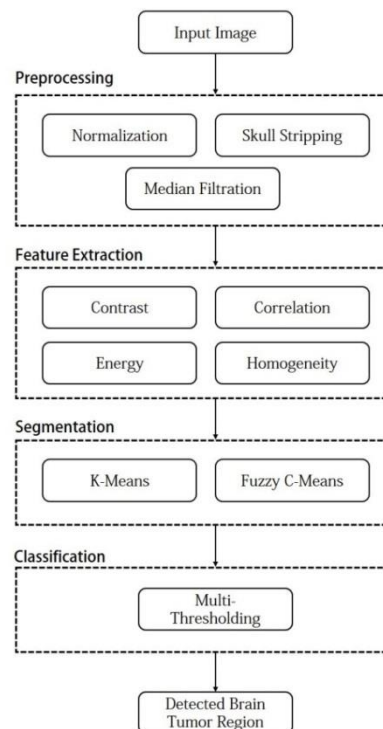 Input Image
Preprocessing
Normalization
Skull Stripping
Median Filtration
Feature Extraction
Contrast
Correlation
Energy
Homogeneity
Segmentation
K-Means
Fuzzy C-Means
Classification
Multi-
Thresholding
Detected Brain
Tumor Region